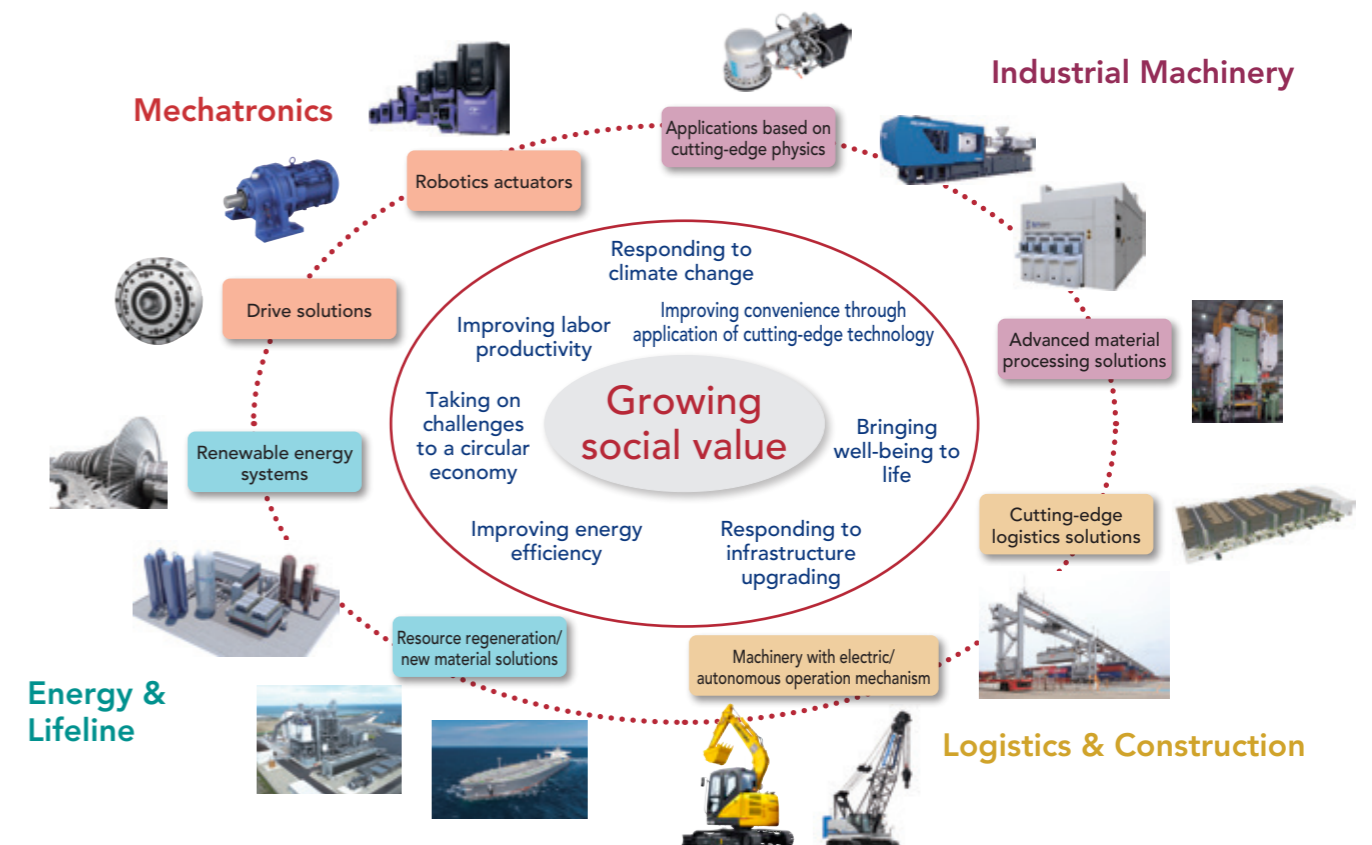 Mechatronics
Industrial Machinery
Applications based on
cutting-edge physics
Robotics actuators
Drive solutions
Responding to
climate change
Improving labor
productivity
Improving convenience through
application of cutting-edge technology
Advanced material
processing solutions
Growing
social value
Taking on
challenges
to a circular
economy
Bringing
well-being to
life
Renewable energy
systems
Improving energy
efficiency
Responding to
infrastructure
upgrading
Cutting-edge
logistics solutions
Resource regeneration/
new material solutions
Machinery with electric/
autonomous operation mechanism
Energy &
Lifeline
Logistics & Construction